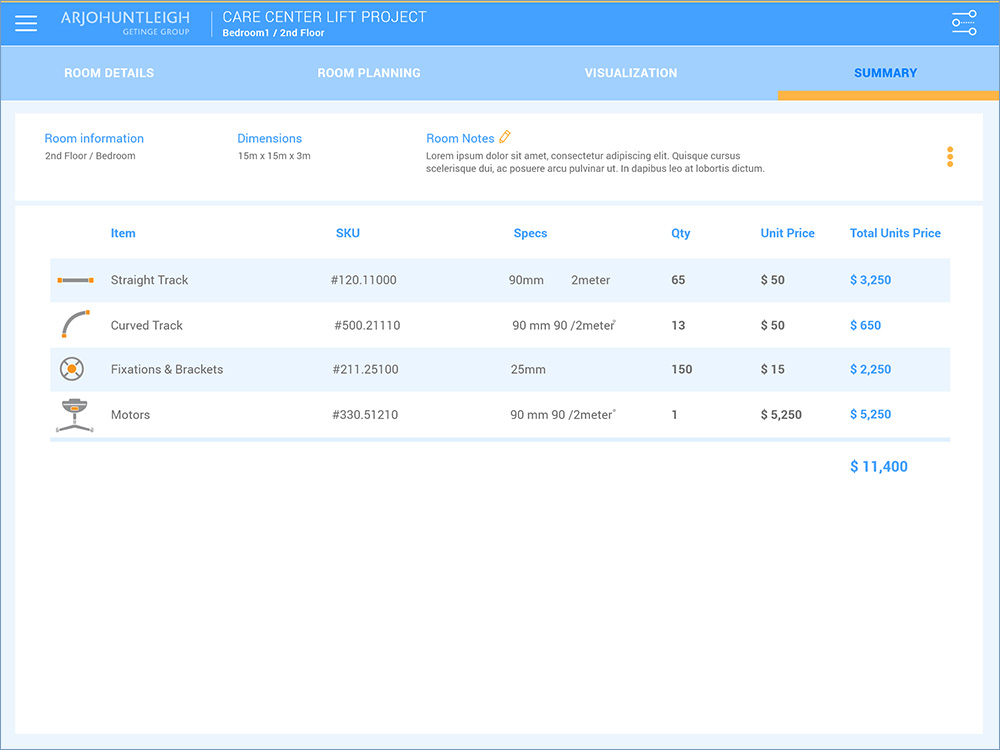 ARJOHUNTLEIGH
GETINGE GROUP
CARE CENTER LIFT PROJECT
Bedroom1 / 2nd Floor
ROOM DETAILS ROOM PLANNING VISUALIZATION SUMMARY
Room information
2nd Floor / Bedroom
Dimensions
15m x 15m x 3m
Room Notes
Lorem ipsum dolor sit amet, consectetur adipiscing elit. Quisque cursus
scelerisque dui, ac posuere arcu pulvinar ut. In dapibus leo at lobortis dictum.
Item SKU Specs Qty Unit Price Total Units Price
Straight Track #120.11000 90mm 2meter 65 $ 50 $ 3,250
Curved Track #500.21110 90 mm 90 /2meter° 13 $ 50 $ 650
Fixations & Brackets #211.25100 25mm 150 $ 15 $ 2,250
Motors #330.51210 90 mm 90 /2meter° 1 $ 5,250 $ 5,250
$ 11,400